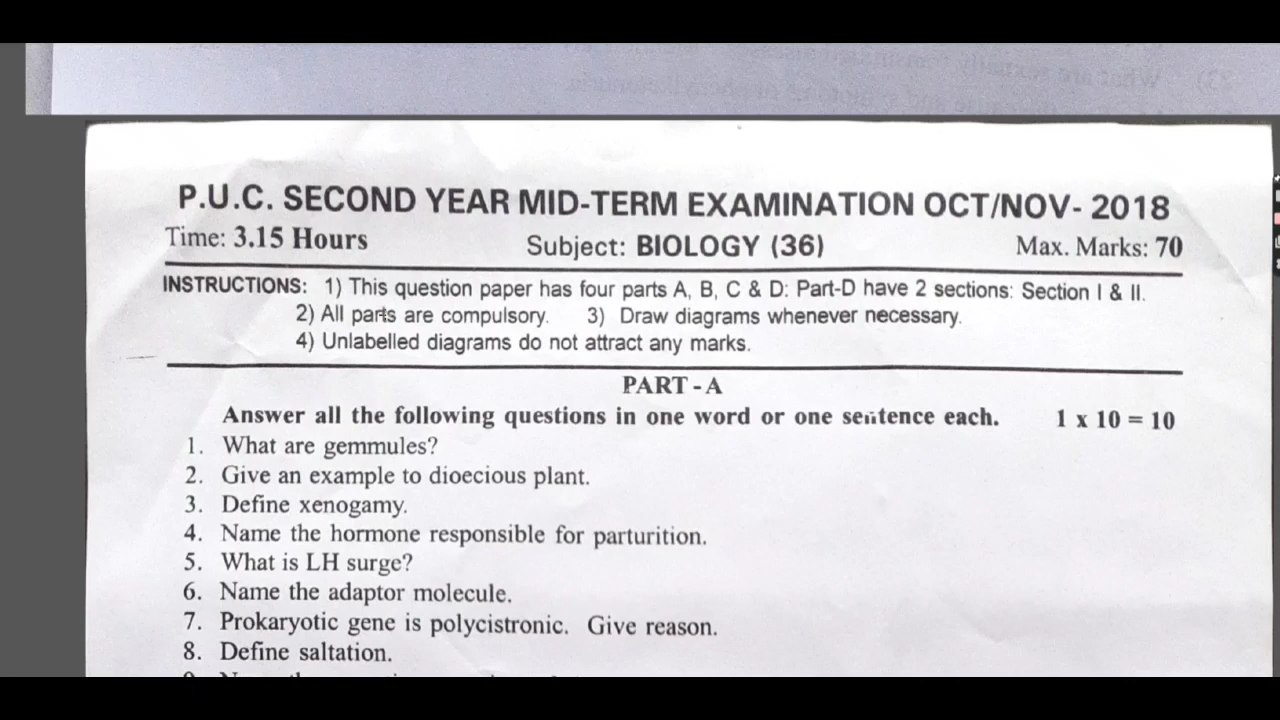 23). What are sexually transmitted
P.U.C. SECOND YEAR MID-TERM EXAMINATION OCT/NOV- 2018
Time: 3.15 Hours Subject: BIOLOGY (36) Max. Marks: 70
INSTRUCTIONS: 1) This question paper has four parts A, B, C & D: Part-D have 2 sections: Section I & II.
2) All parts are compulsory. 3) Draw diagrams whenever necessary.
4) Unlabelled diagrams do not attract any marks.
PART - A
Answer all the following questions in one word or one sentence each. 1 x 10 = 10
1. What are gemmules?
2. Give an example to dioecious plant.
3. Define xenogamy.
4. Name the hormone responsible for parturition.
5. What is LH surge?
6. Name the adaptor molecule.
7. Prokaryotic gene is polycistronic. Give reason.
8. Define saltation.